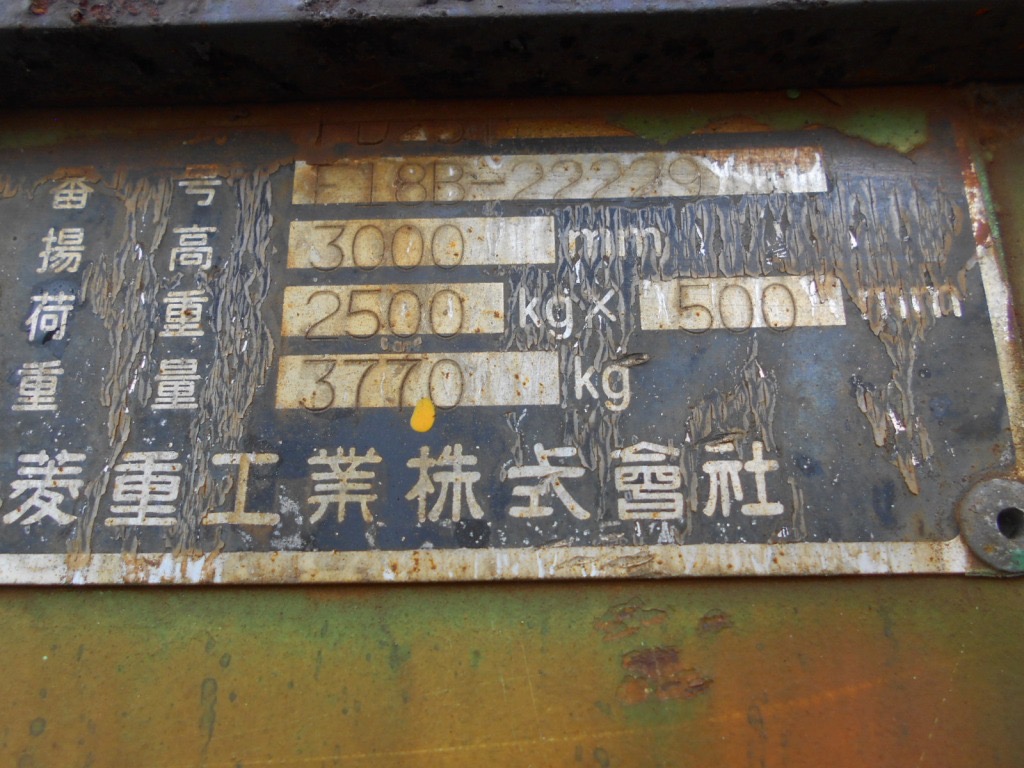 番号 F18B-22229
揚高 3000 mm
荷重 2500 kg× 500 mm
重量 3770 kg
菱重工業株式會社